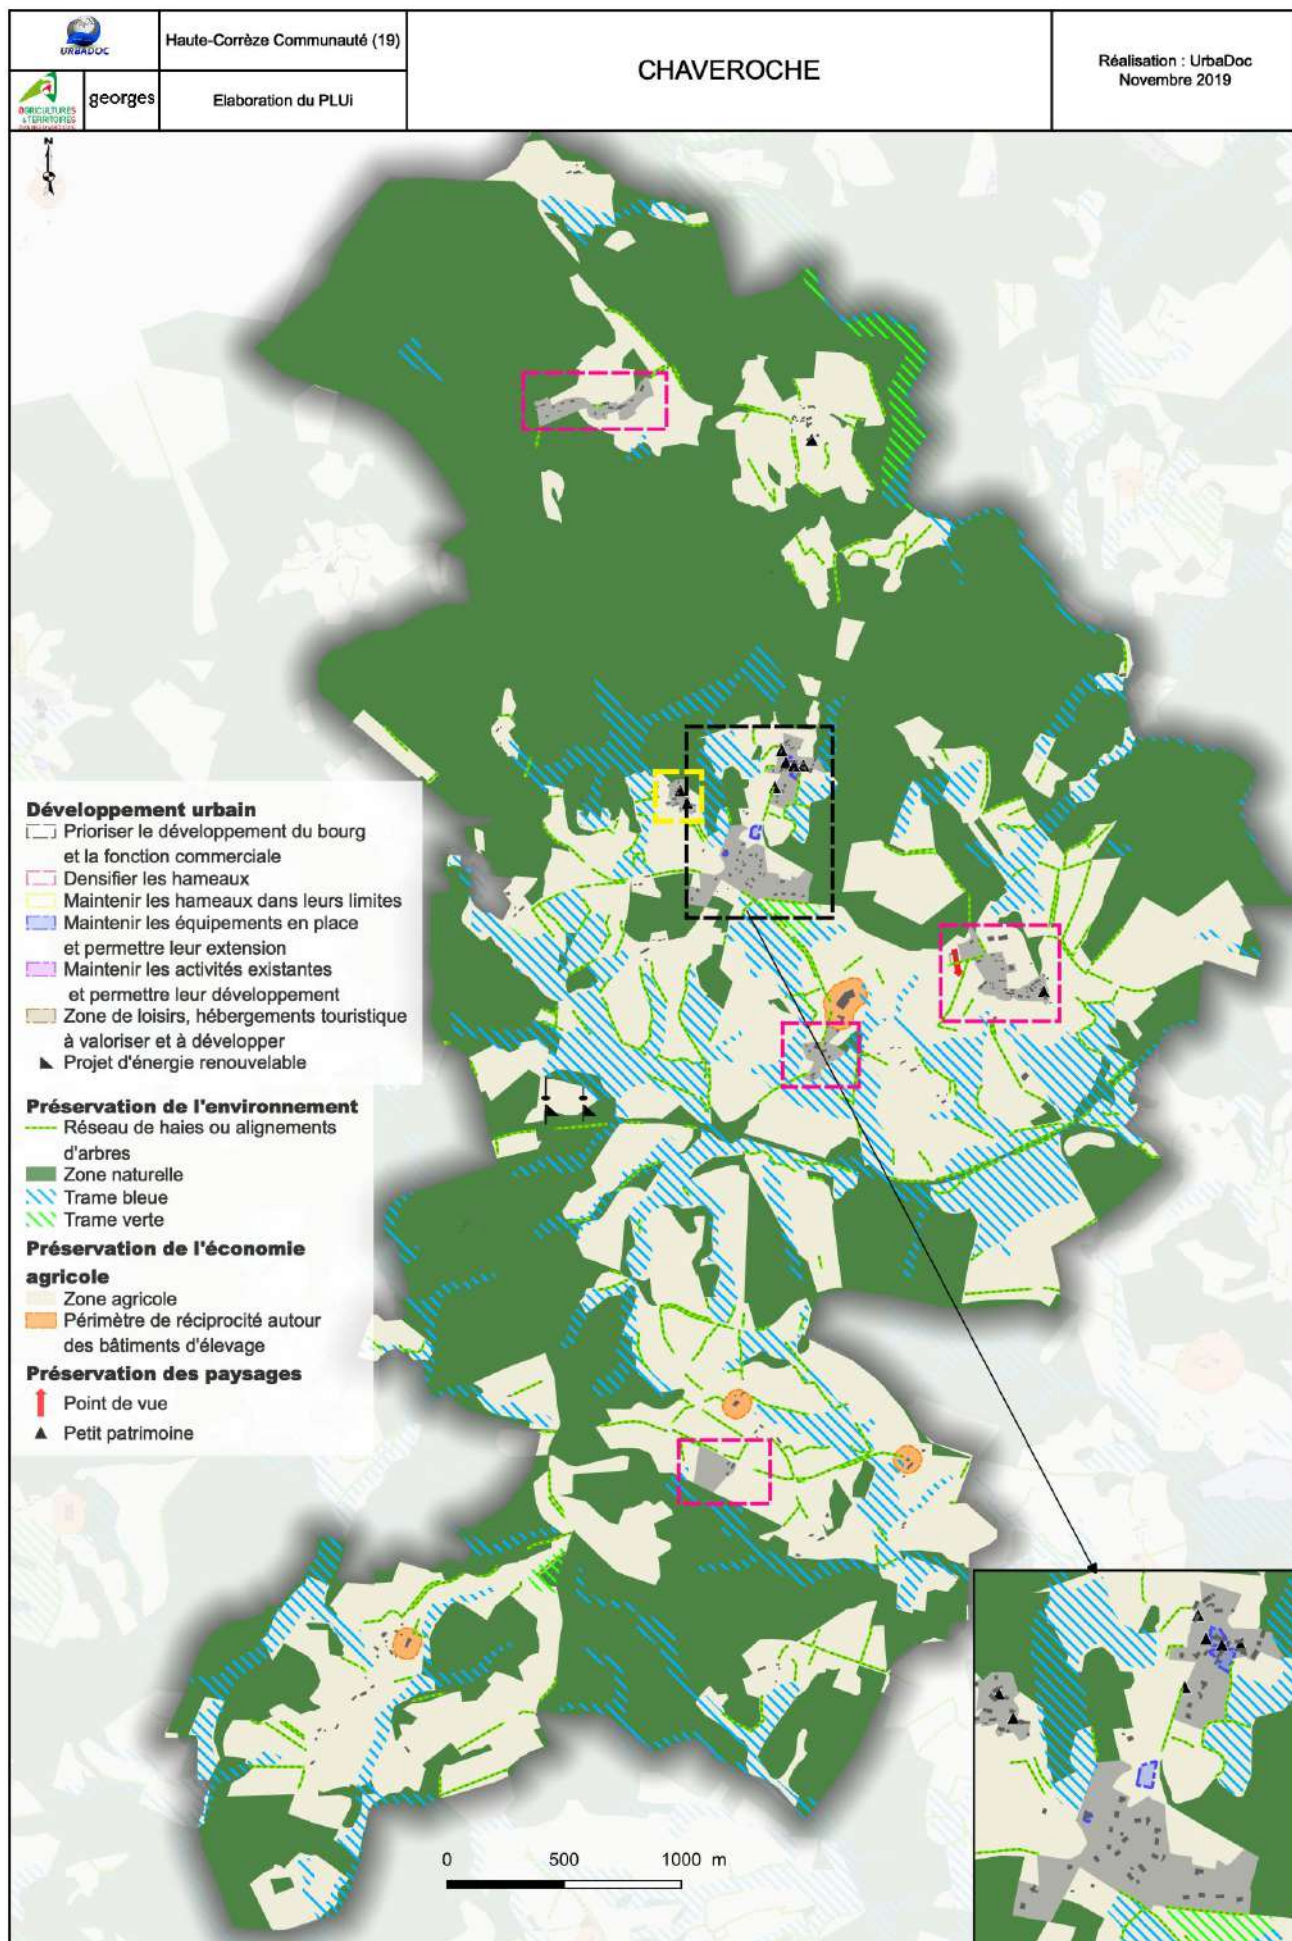 URBADOC
Haute-Corrèze Communauté (19)
CHAVEROCHE
Réalisation : UrbaDoc
Novembre 2019
AGRICULTURES
& TERRITOIRES
georges
Elaboration du PLUi
N
Développement urbain
Prioriser le développement du bourg
et la fonction commerciale
Densifier les hameaux
Maintenir les hameaux dans leurs limites
Maintenir les équipements en place
et permettre leur extension
Maintenir les activités existantes
et permettre leur développement
Zone de loisirs, hébergements touristique
à valoriser et à développer
Projet d'énergie renouvelable
Préservation de l'environnement
Réseau de haies ou alignements
d'arbres
Zone naturelle
Trame bleue
Trame verte
Préservation de l'économie
agricole
Zone agricole
Périmètre de réciprocité autour
des bâtiments d'élevage
Préservation des paysages
Point de vue
Petit patrimoine
0 500 1000 m